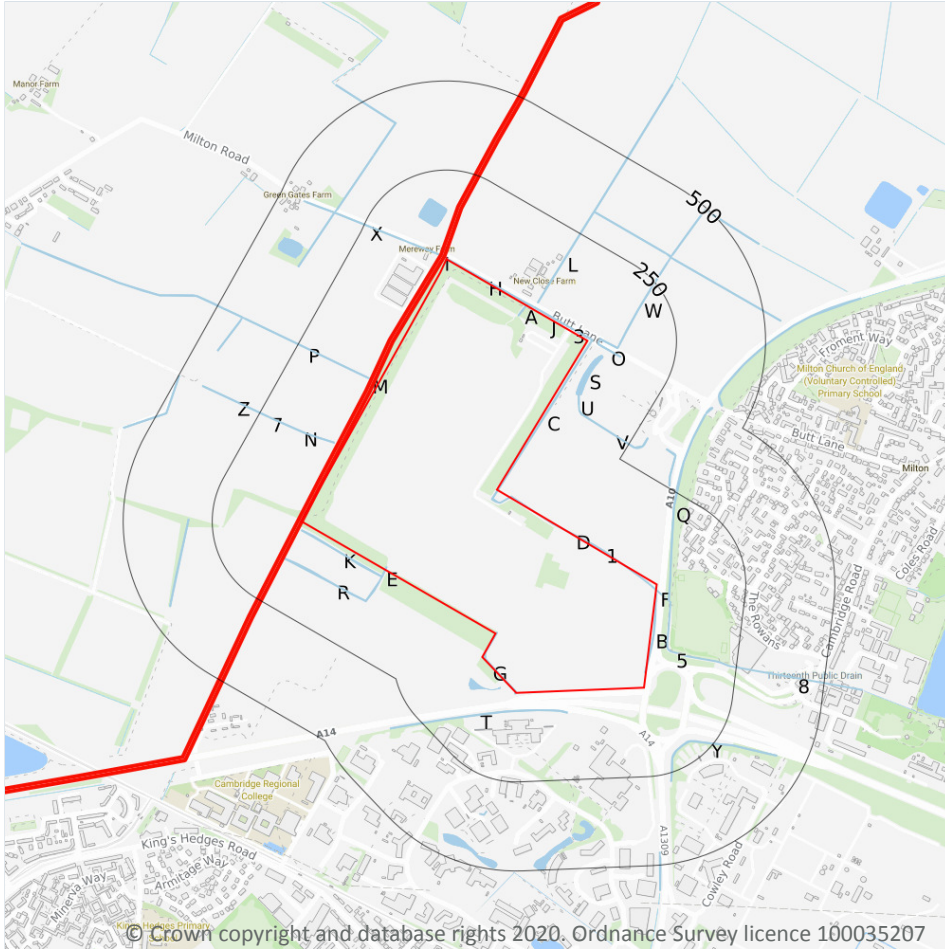 Manor Farm
Milton Road
500
Green Gates Farm
X
Mereway Farm
I
L
250
New Close Farm
H
W
A
Butt Lane
J
3
Froment Way
O
P
Milton Church of England
(Voluntary Controlled)
Primary School
S
M
Z
U
7
C
N
V
Butt Lane
Milton
A10
Q
D
1
Coles Road
K
E
R
F
The Rowans
Cambridge Road
B
5
G
Thirteenth Public Drain
8
T
A14
A14
Y
Cambridge Regional
College
King's Hedges Road
Armitage Way
Minerva Way
A1309
Cowley Road
King's Hedges Primary
© Crown copyright and database rights 2020. Ordnance Survey licence 100035207